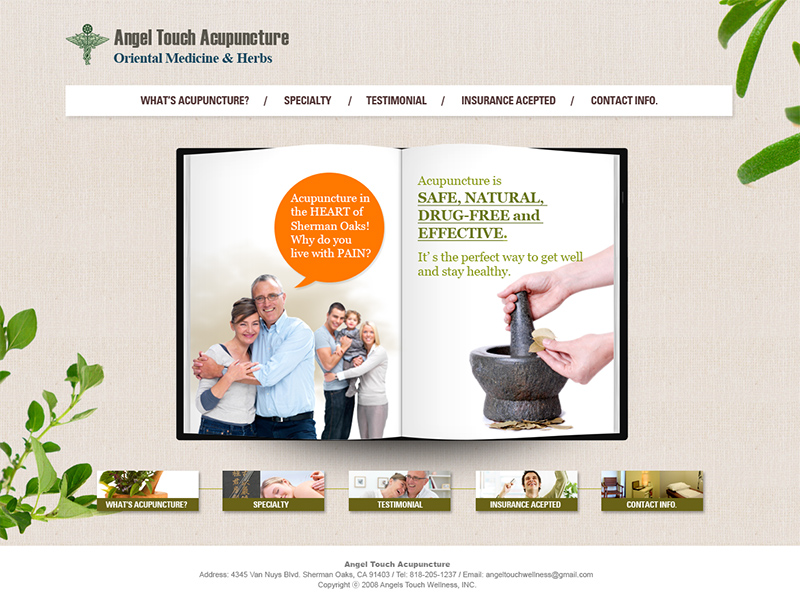 Angel Touch Acupuncture
Oriental Medicine & Herbs
WHAT'S ACUPUNCTURE? / SPECIALTY / TESTIMONIAL / INSURANCE ACEPTED / CONTACT INFO.
Acupuncture in
the HEART of
Sherman Oaks!
Why do you
live with PAIN?
Acupuncture is
SAFE, NATURAL,
DRUG-FREE and
EFFECTIVE.
It' s the perfect way to get well
and stay healthy.
WHAT'S ACUPUNCTURE?
SPECIALTY
TESTIMONIAL
INSURANCE ACEPTED
CONTACT INFO.
Angel Touch Acupuncture
Address: 4345 Van Nuys Blvd. Sherman Oaks, CA 91403 / Tel: 818-205-1237 / Email: angeltouchwellness@gmail.com
Copyright ⓒ 2008 Angels Touch Wellness, INC.